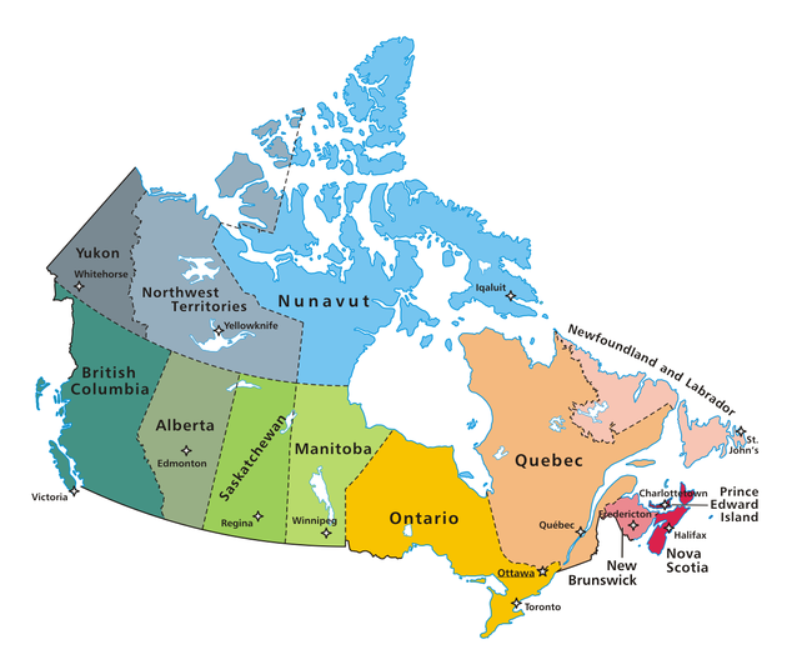 Yukon
Whitehorse
Northwest
Territories
Yellowknife
Nunavut
Iqaluit
British
Columbia
Victoria
Alberta
Edmonton
Saskatchewan
Regina
Manitoba
Winnipeg
Ontario
Ottawa
Toronto
Quebec
Québec
Newfoundland and Labrador
St.
John's
Charlottetown
Prince
Edward
Island
Fredericton
Halifax
Nova
Scotia
New
Brunswick